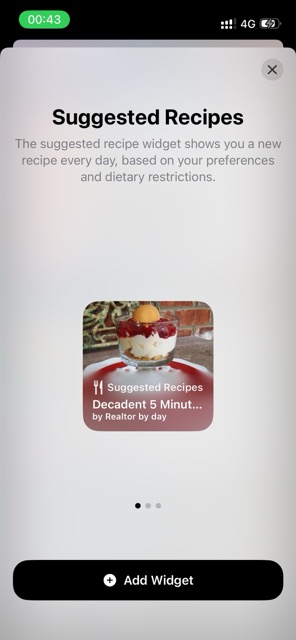 00:43
4G
Suggested Recipes
The suggested recipe widget shows you a new
recipe every day, based on your preferences
and dietary restrictions.
Suggested Recipes
Decadent 5 Minut...
by Realtor by day
Add Widget